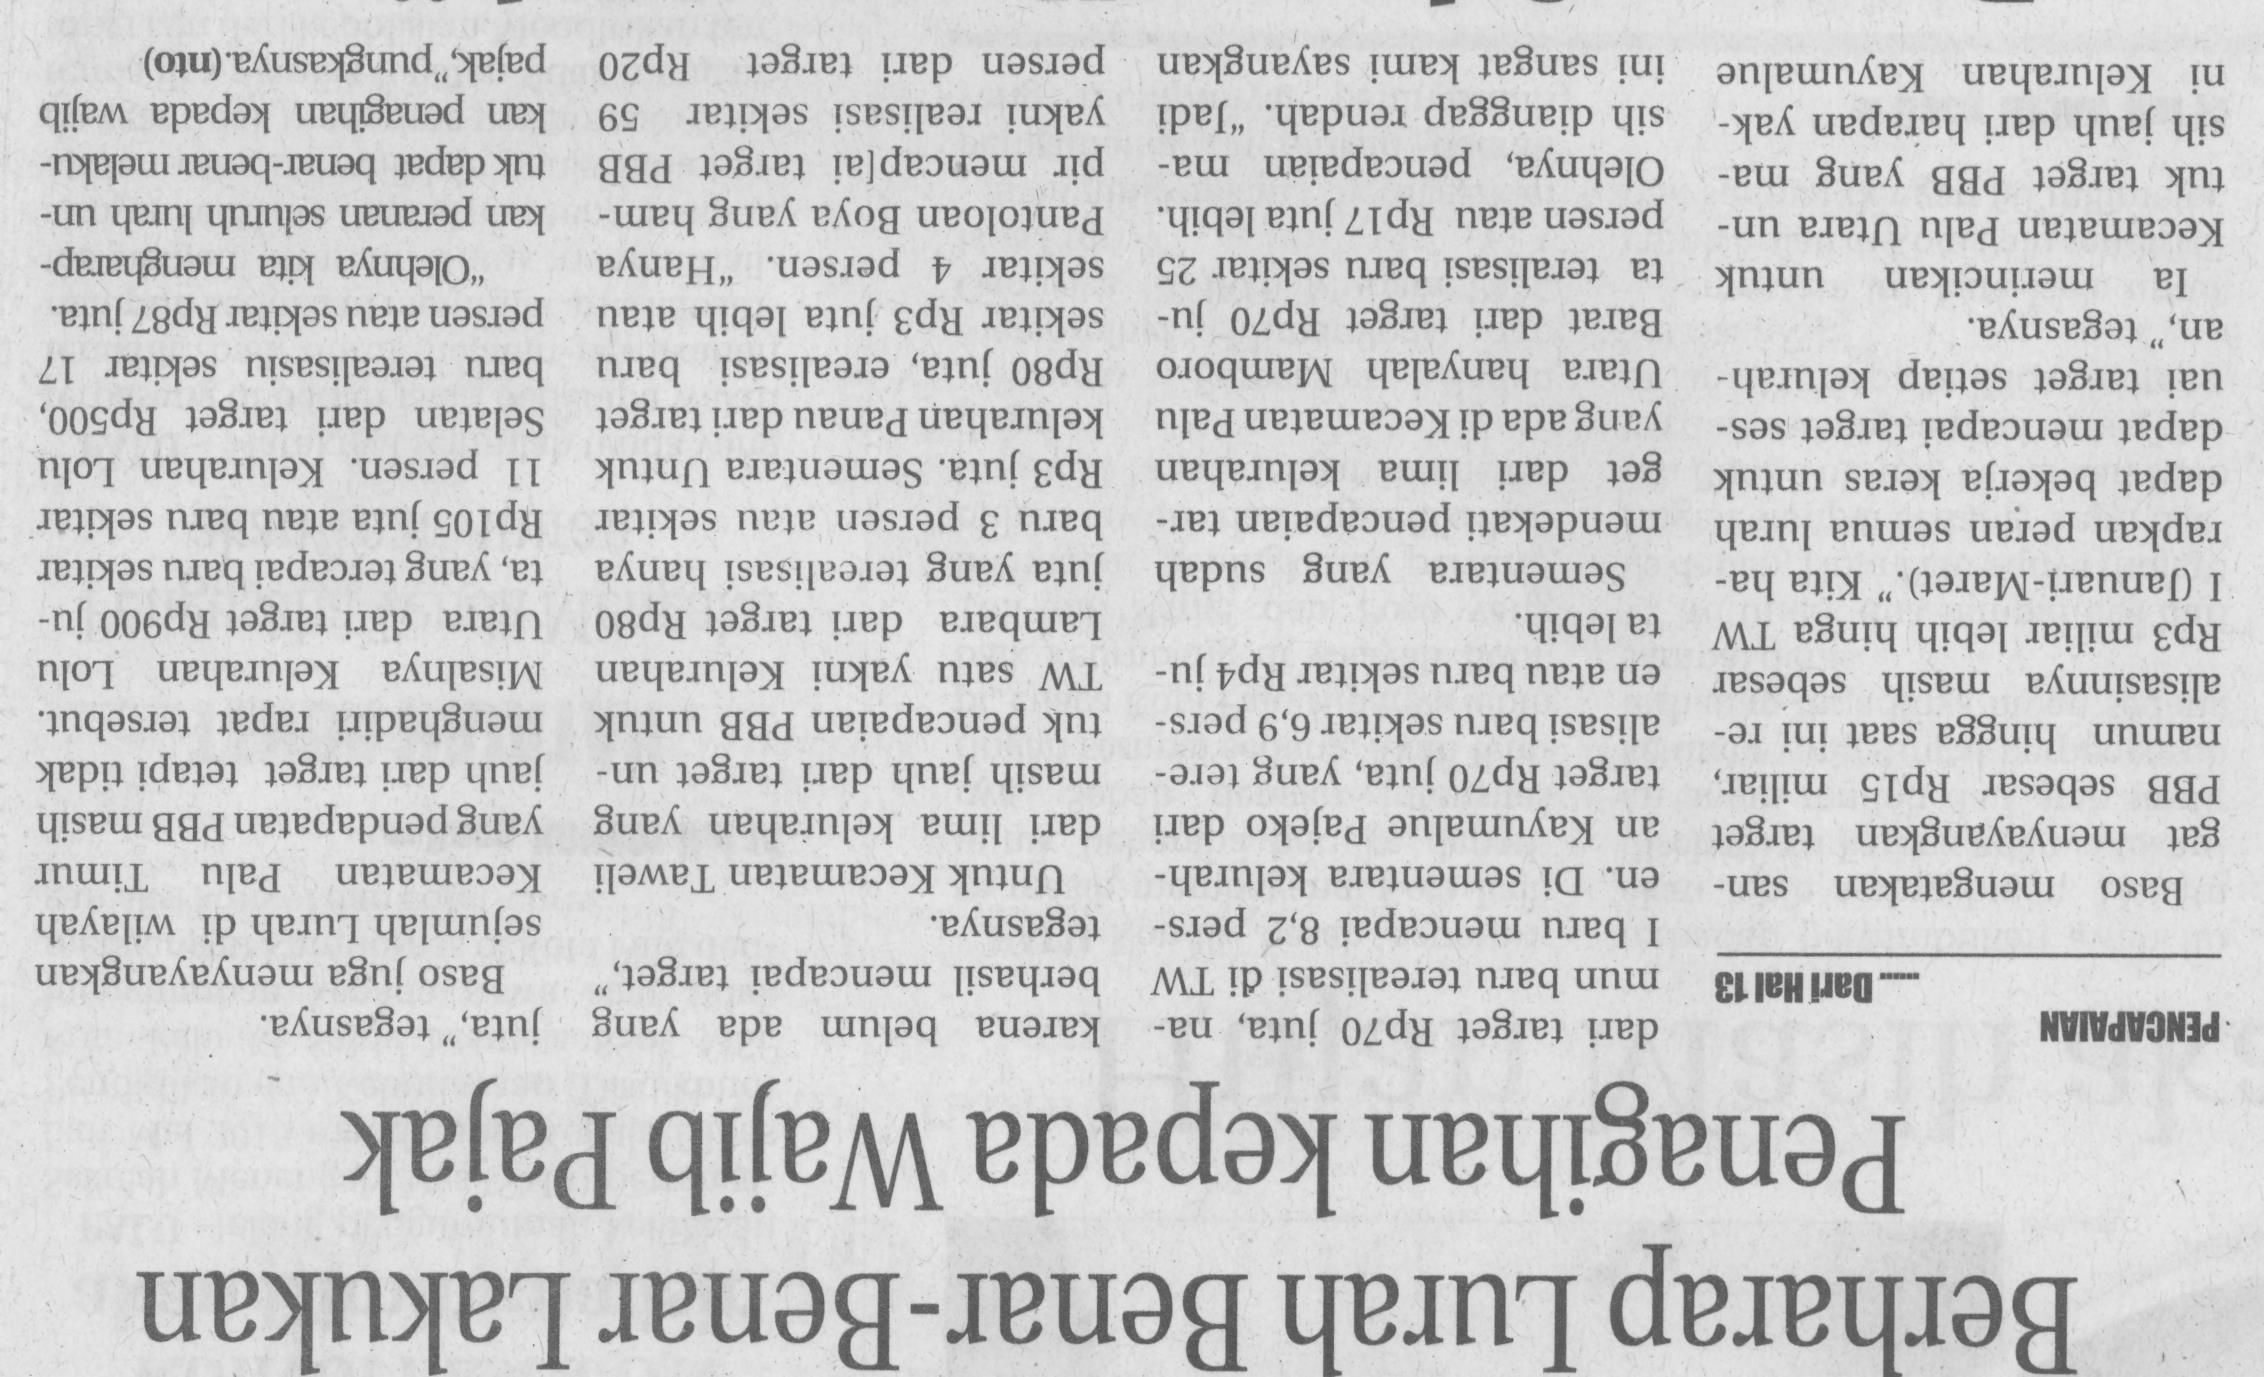 Berharap Lurah Benar-Benar Lakukan
Penagihan kepada Wajib Pajak
PENCAPAIAN
..... Dari Hal 13
Baso mengatakan san-
gat menyayangkan target
PBB sebesar Rp15 miliar,
namun hingga saat ini re-
alisasinnya masih sebesar
Rp3 miliar lebih hinga TW
I (Januari-Maret)." Kita ha-
rapkan peran semua lurah
dapat bekerja keras untuk
dapat mencapai target ses-
uai target setiap kelurah-
an," tegasnya.
Ia merincikan untuk
Kecamatan Palu Utara un-
tuk target PBB yang ma-
sih jauh dari harapan yak-
ni Kelurahan Kayumalue
dari target Rp70 juta, na-
mun baru terealisasi di TW
I baru mencapai 8,2 pers-
en. Di sementara kelurah-
an Kayumalue Pajeko dari
target Rp70 juta, yang tere-
alisasi baru sekitar 6,9 pers-
en atau baru sekitar Rp4 ju-
ta lebih.
Sementara yang sudah
mendekati pencapaian tar-
get dari lima kelurahan
yang ada di Kecamatan Palu
Utara hanyalah Mamboro
Barat dari target Rp70 ju-
ta teralisasi baru sekitar 25
persen atau Rp17 juta lebih.
Olehnya, pencapaian ma-
sih dianggap rendah. "Jadi
ini sangat kami sayangkan
karena belum ada yang
berhasil mencapai target,"
tegasnya.
Untuk Kecamatan Taweli
dari lima kelurahan yang
masih jauh dari target un-
tuk pencapaian PBB untuk
TW satu yakni Kelurahan
Lambara dari target Rp80
juta yang terealisasi hanya
baru 3 persen atau sekitar
Rp3 juta. Sementara Untuk
kelurahan Panau dari target
Rp80 juta, erealisasi baru
sekitar Rp3 juta lebih atau
sekitar 4 persen. "Hanya
Pantoloan Boya yang ham-
pir mencap[ai target PBB
yakni realisasi sekitar 59
persen dari target Rp20
juta," tegasnya.
Baso juga menyayangkan
sejumlah Lurah di wilayah
Kecamatan Palu Timur
yang pendapatan PBB masih
jauh dari target tetapi tidak
menghadiri rapat tersebut.
Misalnya Kelurahan Lolu
Utara dari target Rp900 ju-
ta, yang tercapai baru sekitar
Rp105 juta atau baru sekitar
11 persen. Kelurahan Lolu
Selatan dari target Rp500,
baru terealisasiu sekitar 17
persen atau sekitar Rp87 juta.
"Olehnya kita mengharap-
kan peranan seluruh lurah un-
tuk dapat benar-benar melaku-
kan penagihan kepada wajib
pajak,"pungkasnya.(nto)